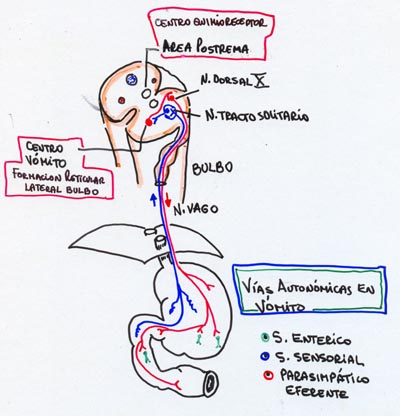 CENTRO QUIMIORECEPTOR
AREA POSTREMA
N. DORSAL X
N. TRACTO SOLITARIO
CENTRO
VÓMITO
FORMACION RETICULAR
LATERAL BULBO
BULBO
N. VAGO
VÍAS AUTONÓMICAS EN
VÓMITO
S. ENTERICO
S. SENSORIAL
PARASIMPÁTICO
EFERENTE